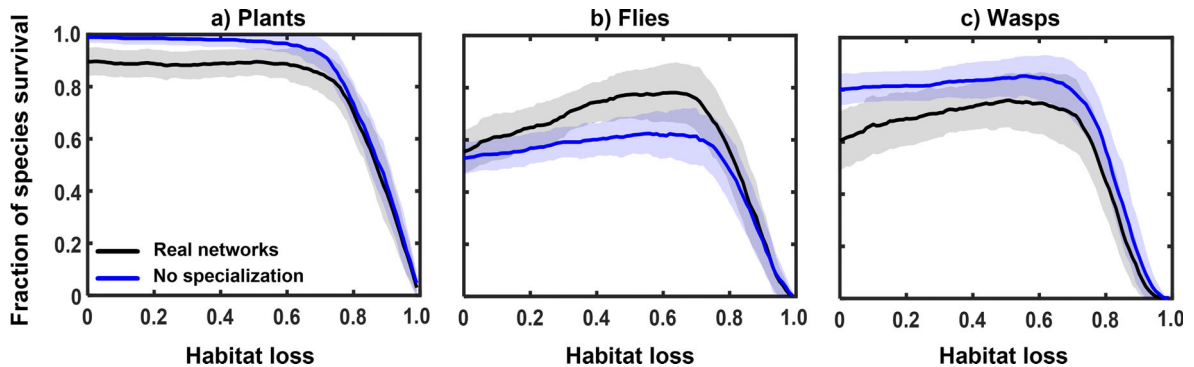 a) Plants
b) Flies
c) Wasps
Fraction of species survival
1.0
0.8
0.6
0.4
0.2
0
Real networks
No specialization
0 0.2 0.4 0.6 0.8 1.0
0 0.2 0.4 0.6 0.8 1.0
0 0.2 0.4 0.6 0.8 1.0
Habitat loss
Habitat loss
Habitat loss